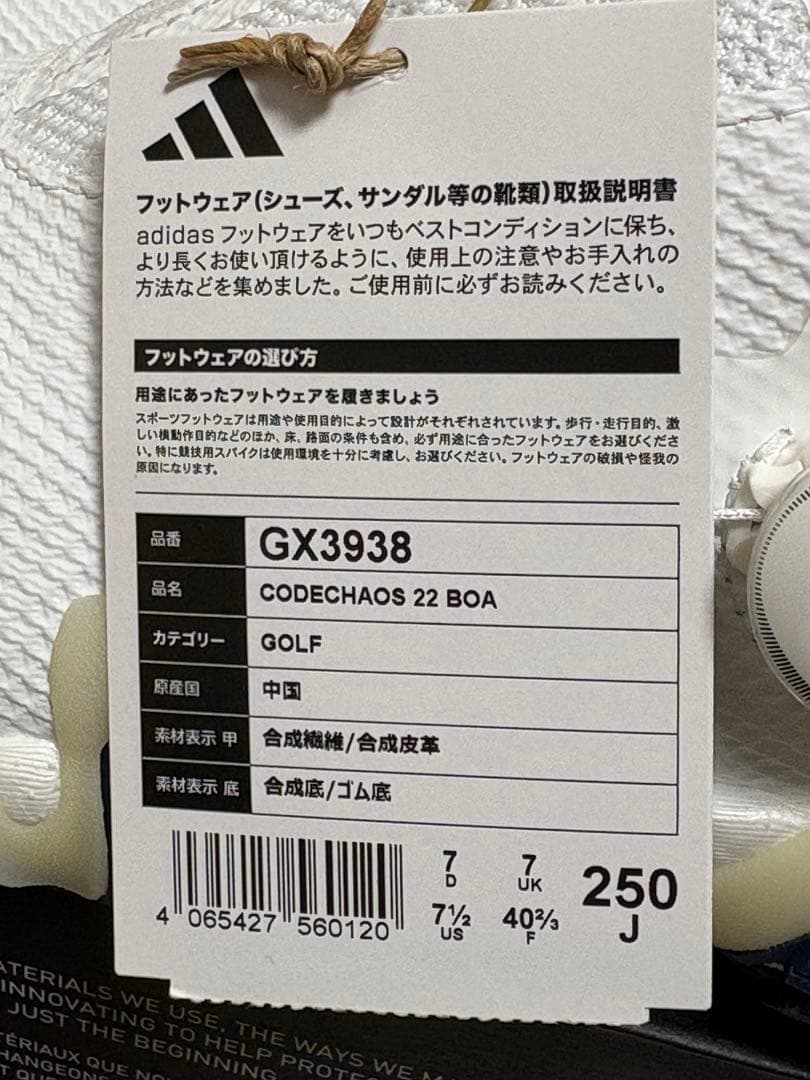 フットウェア(シューズ、サンダル等の靴類)取扱説明書
adidas フットウェアをいつもベストコンディションに保ち、
より長くお使い頂けるように、使用上の注意やお手入れの
方法などを集めました。ご使用前に必ずお読みください。
フットウェアの選び方
用途にあったフットウェアを履きましょう
スポーツフットウェアは用途や使用目的によって設計がそれぞれされています。歩行・走行目的、激
しい横動作目的などのほか、床、路面の条件も含め、必ず用途に合ったフットウェアをお選びくださ
い。特に競技用スパイクは使用環境を十分に考慮し、お選びください。フットウェアの破損や怪我の
原因になります。
品番 GX3938
品名 CODECHAOS 22 BOA
カテゴリー GOLF
原産国 中国
素材表示 甲 合成繊維/合成皮革
素材表示 底 合成底/ゴム底
4 065427 560120
7 D 7 UK
7½ US 40⅔ F
250 J
MATERIALS WE USE. THE WAYS WE M
INNOVATING TO HELP PROTE
JUST THE BEGINNING.
TÉRIAUX QUE NO
HANGEONS